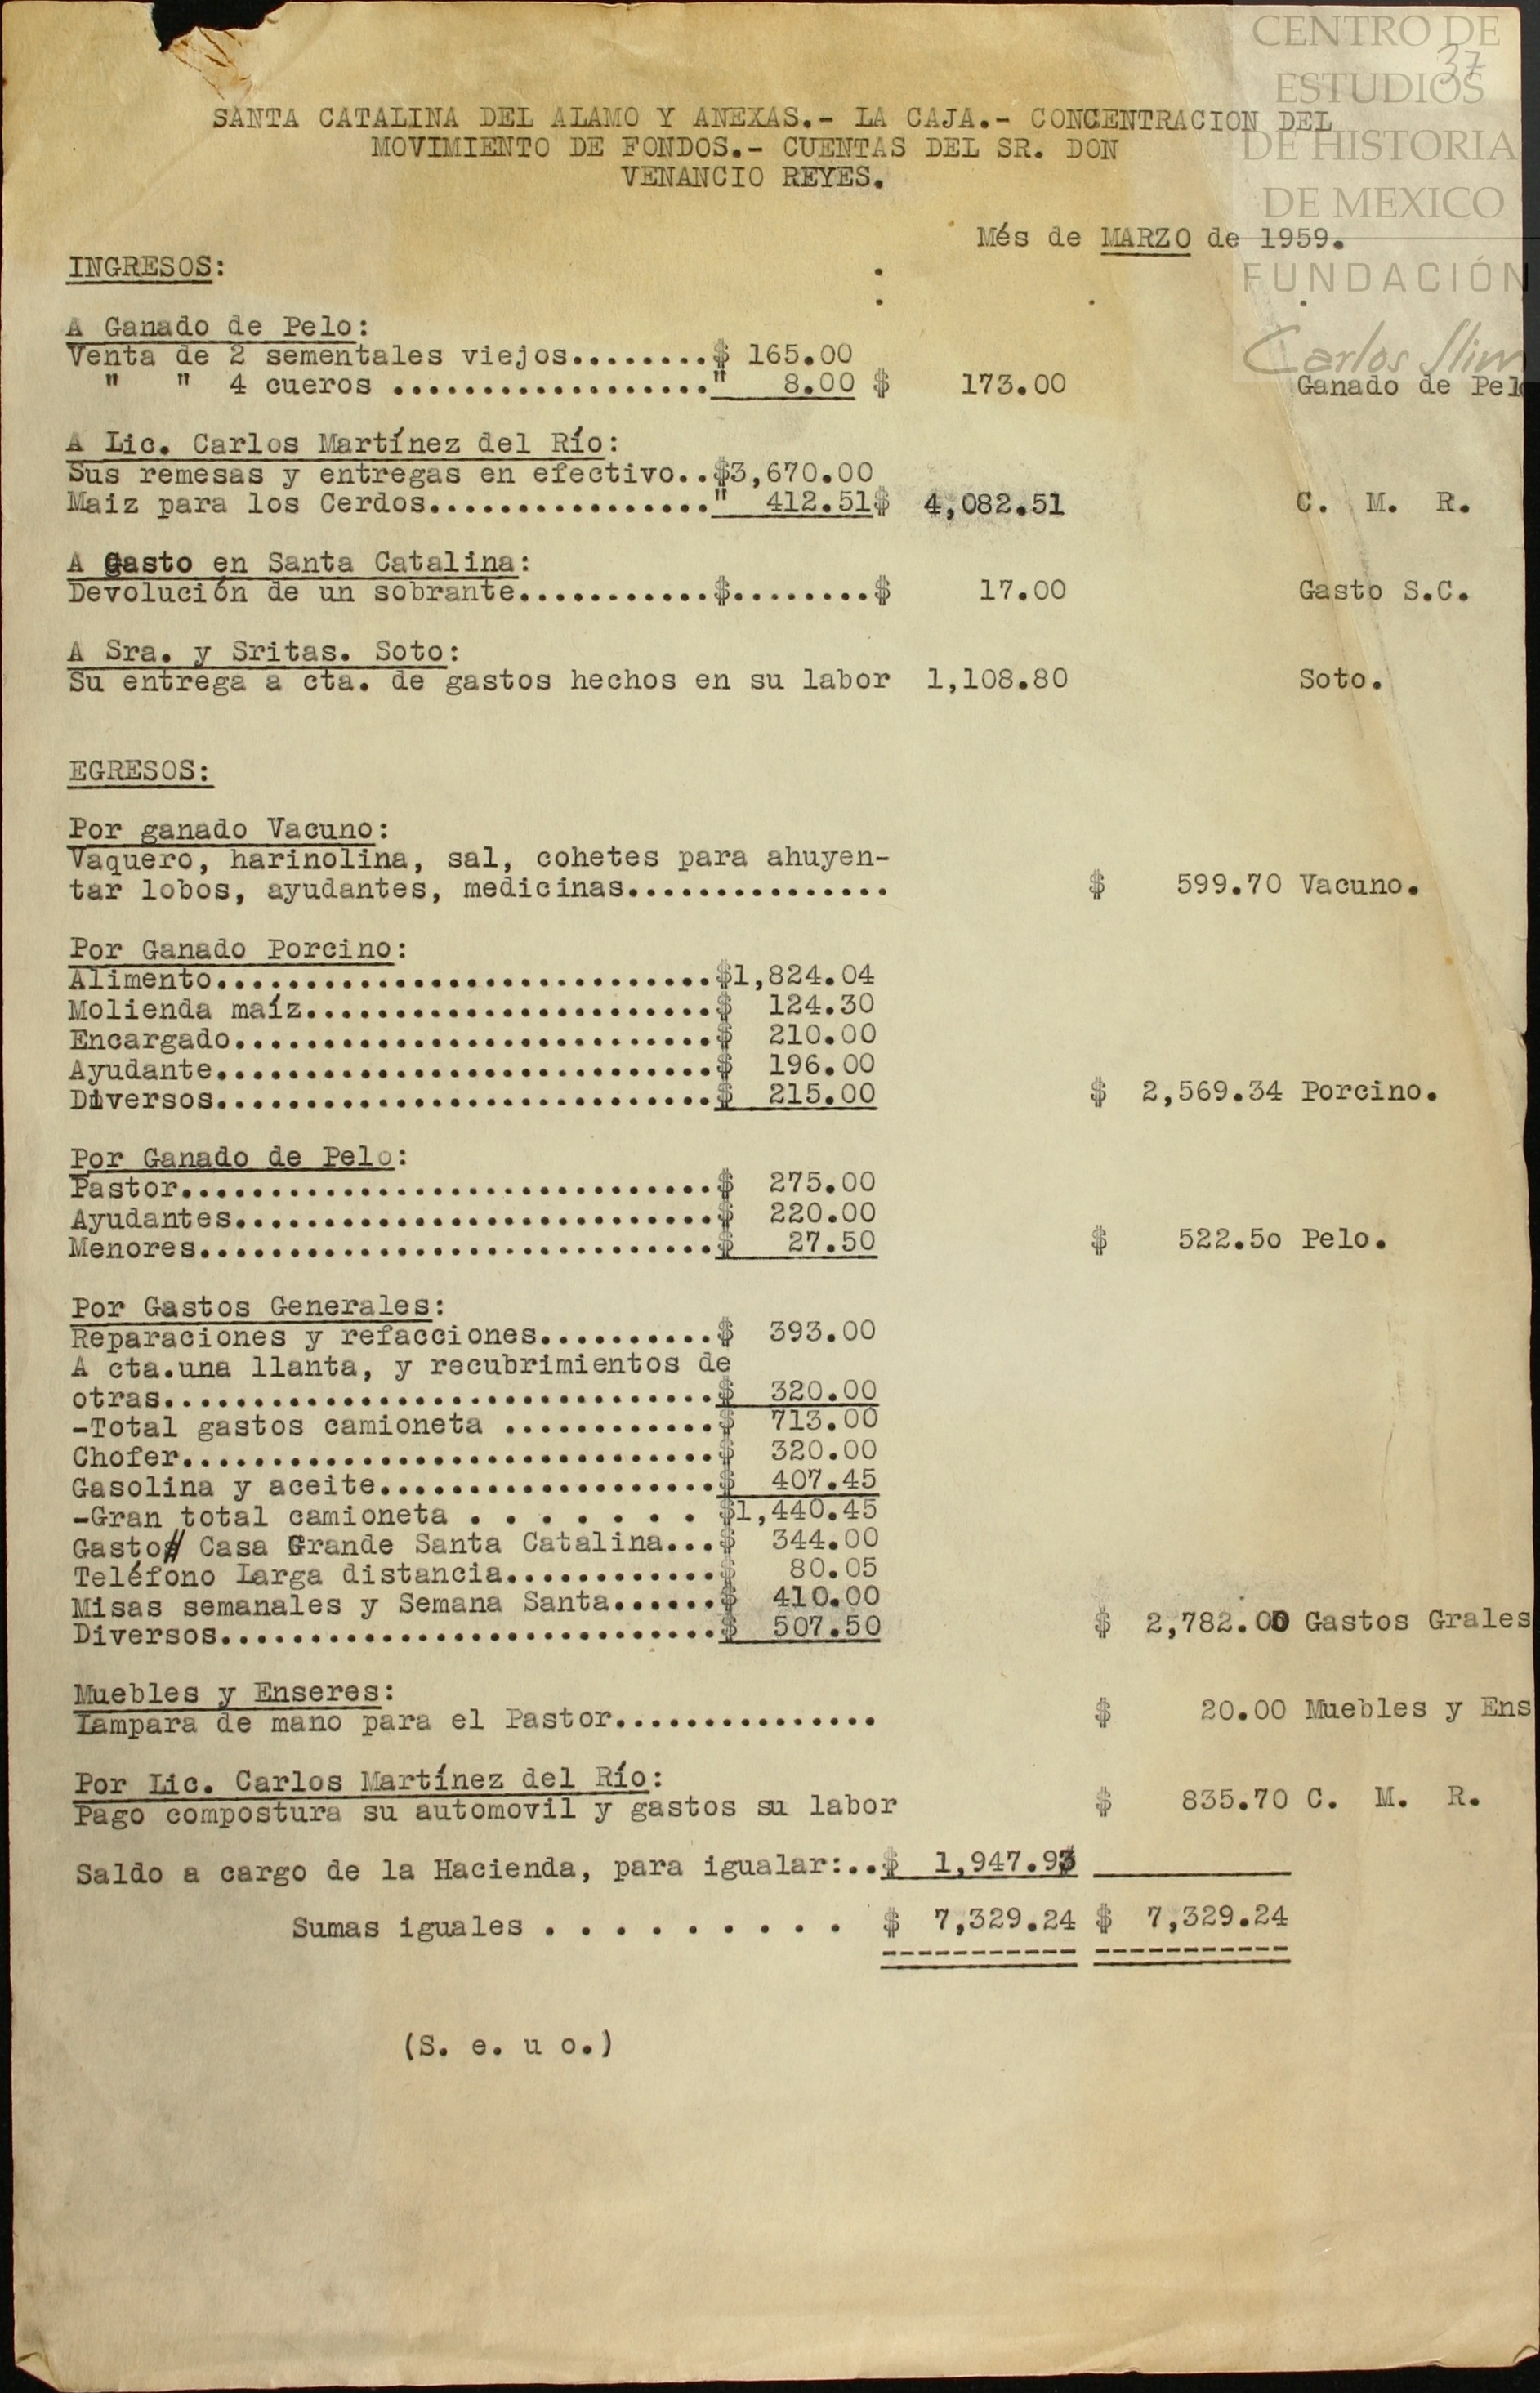 CENTRO DE
ESTUDIOS
DE HISTORIA
DE MEXICO
FUNDACIÓN
Carlos Slim
37
SANTA CATALINA DEL ALAMO Y ANEXAS.- LA CAJA.- CONCENTRACION DEL
MOVIMIENTO DE FONDOS.- CUENTAS DEL SR. DON
VENANCIO REYES.
Més de MARZO de 1959.
INGRESOS:
A Ganado de Pelo:
Venta de 2 sementales viejos........$ 165.00
" " 4 cueros .................." 8.00 $ 173.00 Ganado de Pelo
A Lic. Carlos Martínez del Río:
Sus remesas y entregas en efectivo..$3,670.00
Maiz para los Cerdos................" 412.51$ 4,082.51 C. M. R.
A Gasto en Santa Catalina:
Devolución de un sobrante...........$........$ 17.00 Gasto S.C.
A Sra. y Sritas. Soto:
Su entrega a cta. de gastos hechos en su labor 1,108.80 Soto.
EGRESOS:
Por ganado Vacuno:
Vaquero, harinolina, sal, cohetes para ahuyen-
tar lobos, ayudantes, medicinas............... $ 599.70 Vacuno.
Por Ganado Porcino:
Alimento............................$1,824.04
Molienda maíz.......................$ 124.30
Encargado...........................$ 210.00
Ayudante............................$ 196.00
Diversos............................$ 215.00 $ 2,569.34 Porcino.
Por Ganado de Pelo:
Pastor..............................$ 275.00
Ayudantes...........................$ 220.00
Menores.............................$ 27.50 $ 522.5o Pelo.
Por Gastos Generales:
Reparaciones y refacciones..........$ 393.00
A cta.una llanta, y recubrimientos de
otras...............................$ 320.00
-Total gastos camioneta ............$ 713.00
Chofer..............................$ 320.00
Gasolina y aceite...................$ 407.45
-Gran total camioneta . . . . . . . $1,440.45
Gastos Casa Grande Santa Catalina...$ 344.00
Teléfono Larga distancia............$ 80.05
Misas semanales y Semana Santa......$ 410.00
Diversos............................$ 507.50 $ 2,782.00 Gastos Grales
Muebles y Enseres:
Lampara de mano para el Pastor............... $ 20.00 Muebles y Ens
Por Lic. Carlos Martínez del Río:
Pago compostura su automovil y gastos su labor $ 835.70 C. M. R.
Saldo a cargo de la Hacienda, para igualar:..$ 1,947.93
Sumas iguales . . . . . . . . . $ 7,329.24 $ 7,329.24
(S. e. u o.)